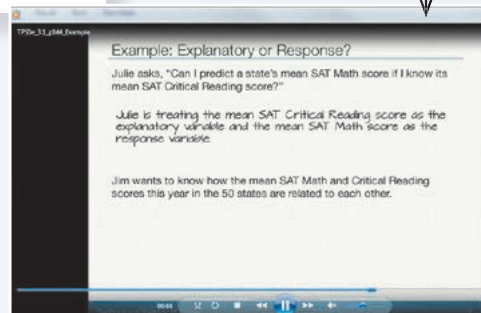 TPS5e_3.1_p144_Example
Example: Explanatory or Response?
Julie asks, "Can I predict a state's mean SAT Math score if I know its
mean SAT Critical Reading score?"
Julie is treating the mean SAT Critical Reading score as the
explanatory variable and the mean SAT Math score as the
response variable.
Jim wants to know how the mean SAT Math and Critical Reading
scores this year in the 50 states are related to each other.